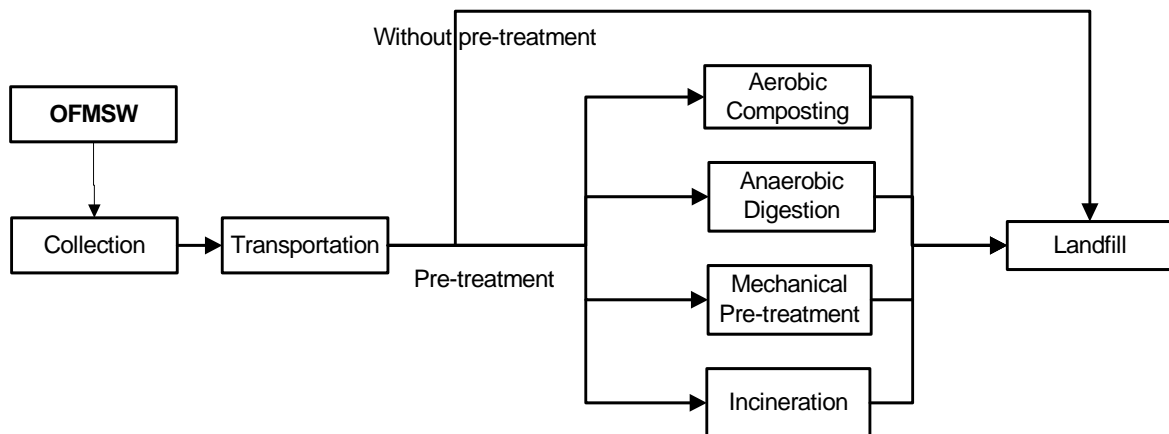 Without pre-treatment
OFMSW
Aerobic
Composting
Anaerobic
Digestion
Collection
Transportation
Landfill
Pre-treatment
Mechanical
Pre-treatment
Incineration